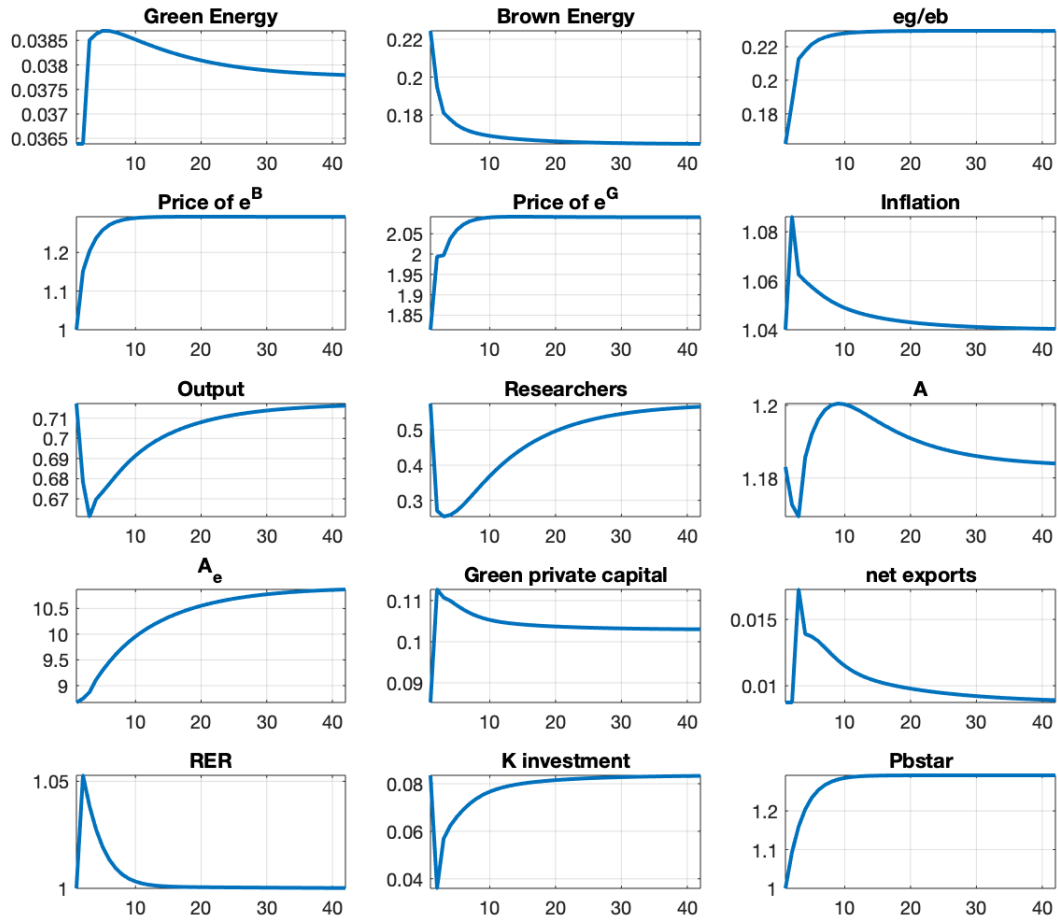 Green Energy
0.0385
0.038
0.0375
0.037
0.0365
10 20 30 40
Brown Energy
0.22
0.2
0.18
10 20 30 40
eg/eb
0.22
0.2
0.18
10 20 30 40
Price of e^B
1.2
1.1
1
10 20 30 40
Price of e^G
2.05
2
1.95
1.9
1.85
10 20 30 40
Inflation
1.08
1.06
1.04
10 20 30 40
Output
0.71
0.7
0.69
0.68
0.67
10 20 30 40
Researchers
0.5
0.4
0.3
10 20 30 40
A
1.2
1.18
10 20 30 40
A_e
10.5
10
9.5
9
10 20 30 40
Green private capital
0.11
0.1
0.09
10 20 30 40
net exports
0.015
0.01
10 20 30 40
RER
1.05
1
10 20 30 40
K investment
0.08
0.06
0.04
10 20 30 40
Pbstar
1.2
1.1
1
10 20 30 40